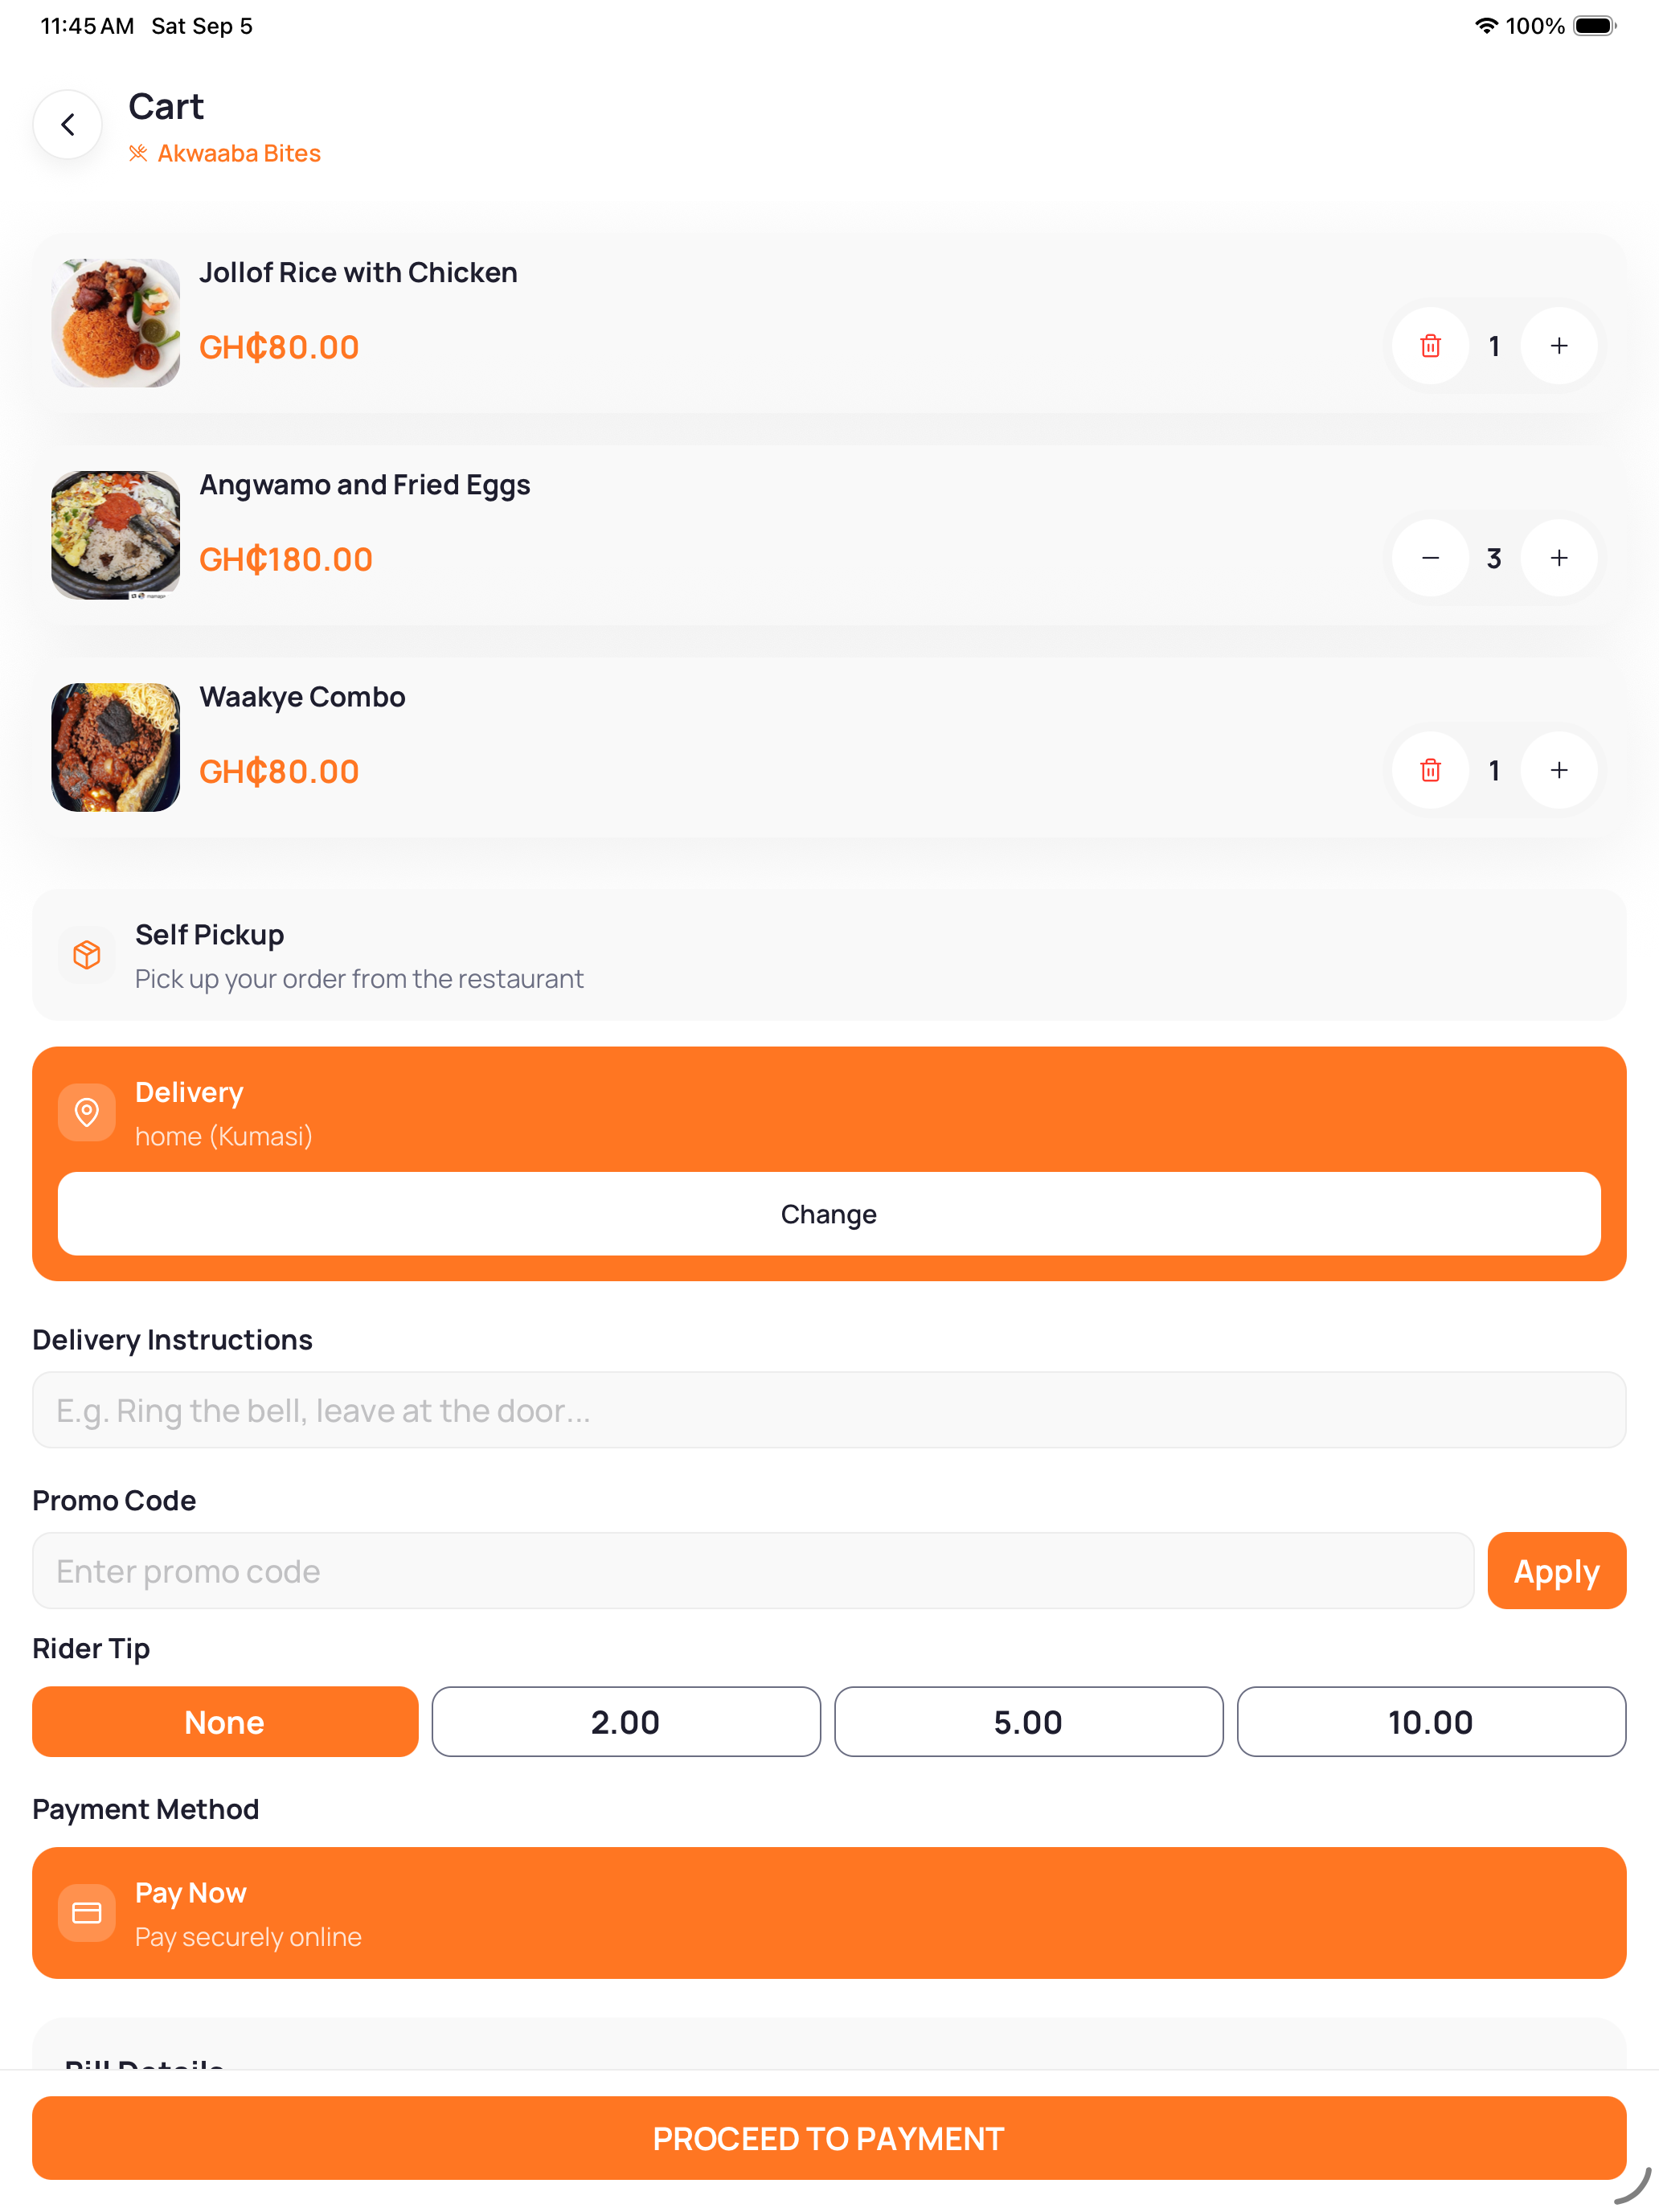 11:45 AM Sat Sep 5
100%
Cart
Akwaaba Bites
Jollof Rice with Chicken
GH₵80.00
1
Angwamo and Fried Eggs
GH₵180.00
3
Waakye Combo
GH₵80.00
1
Self Pickup
Pick up your order from the restaurant
Delivery
home (Kumasi)
Change
Delivery Instructions
E.g. Ring the bell, leave at the door...
Promo Code
Enter promo code
Apply
Rider Tip
None
2.00
5.00
10.00
Payment Method
Pay Now
Pay securely online
Bill Details
PROCEED TO PAYMENT